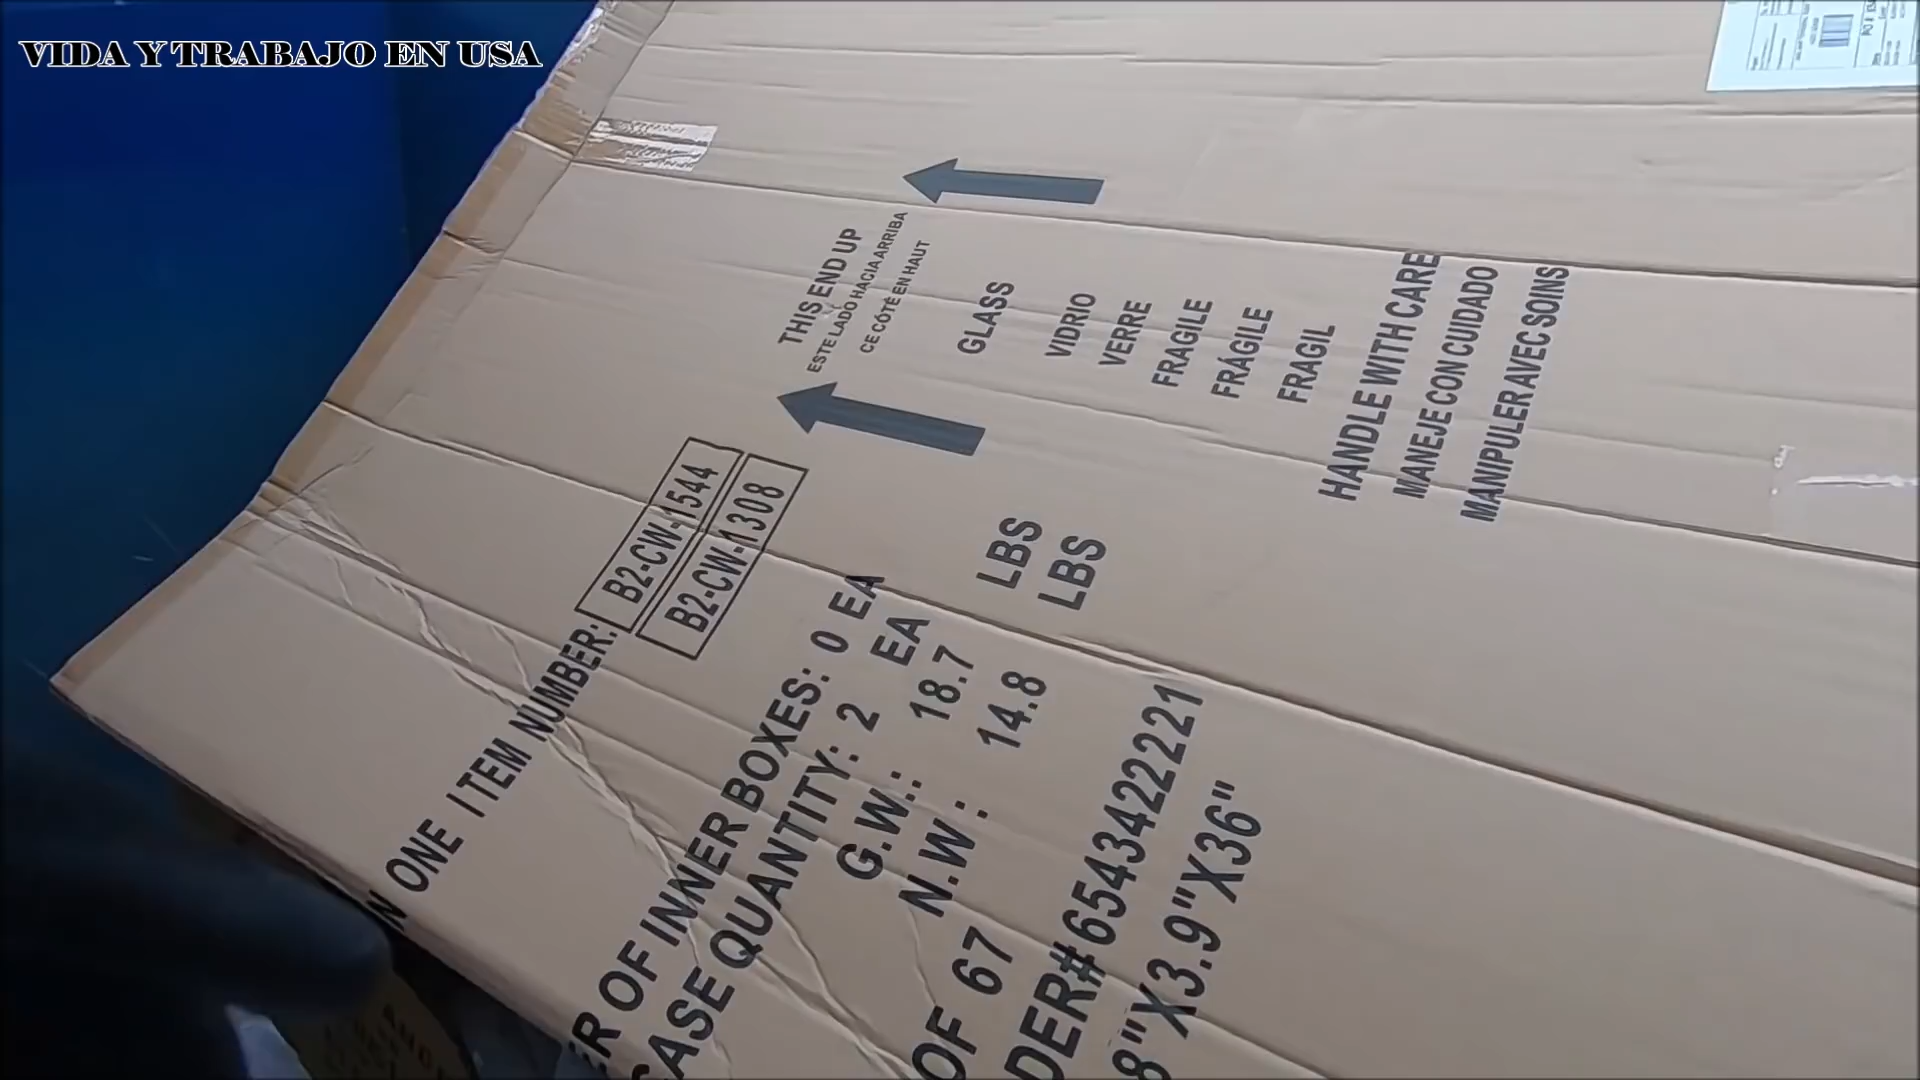 VIDA Y TRABAJO EN USA
THIS END UP
ESTE LADO HACIA ARRIBA
CE CÔTÉ EN HAUT
GLASS
VIDRIO
VERRE
FRAGILE
FRÁGILE
FRAGIL
HANDLE WITH CARE
MANEJE CON CUIDADO
MANIPULER AVEC SOINS
ONE ITEM NUMBER:
B2-CW-1544
B2-CW-1308
OF INNER BOXES: 0 EA
CASE QUANTITY: 2 EA
G.W.: 18.7 LBS
N.W: 14.8 LBS
OF 67
DER#6543422221
8"X3.9"X36"